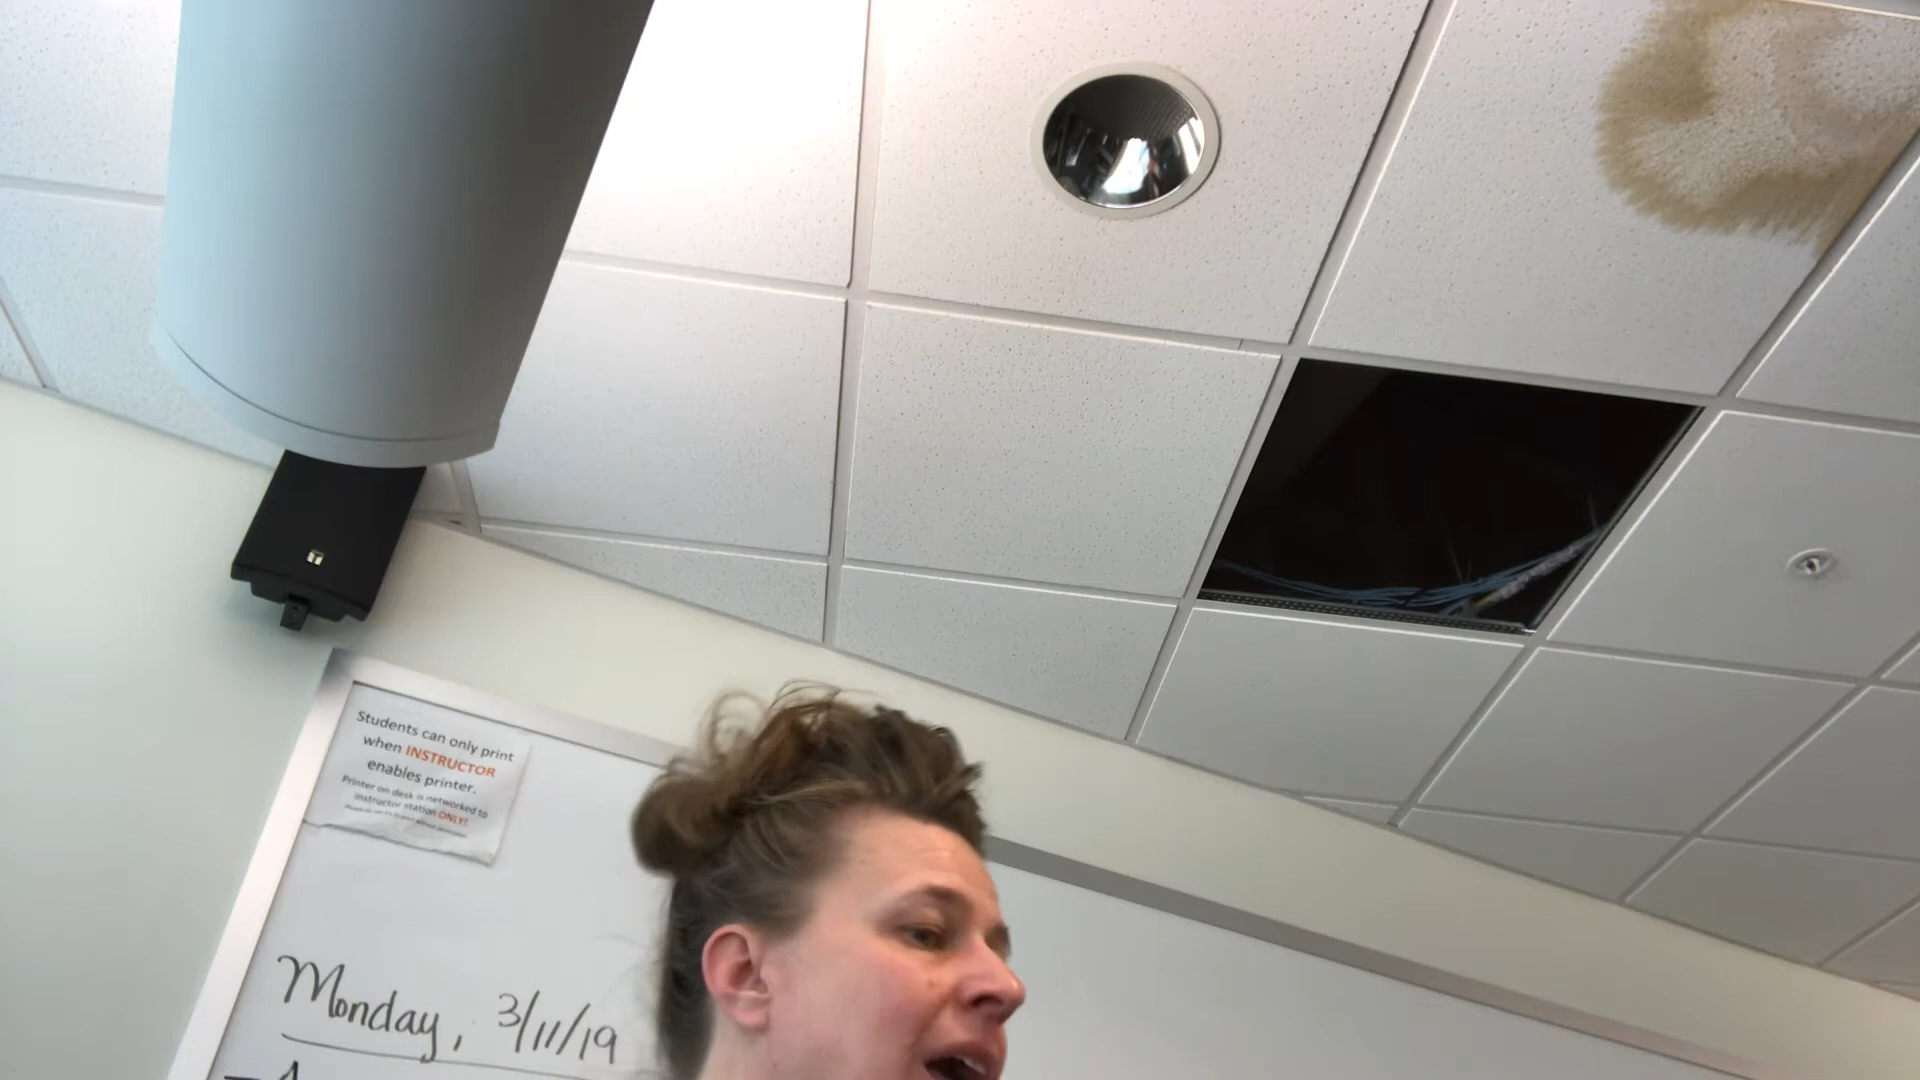 Students can only print
when INSTRUCTOR
enables printer.
Printer on desk is networked to
instructor station ONLY!
Monday, 3/11/19